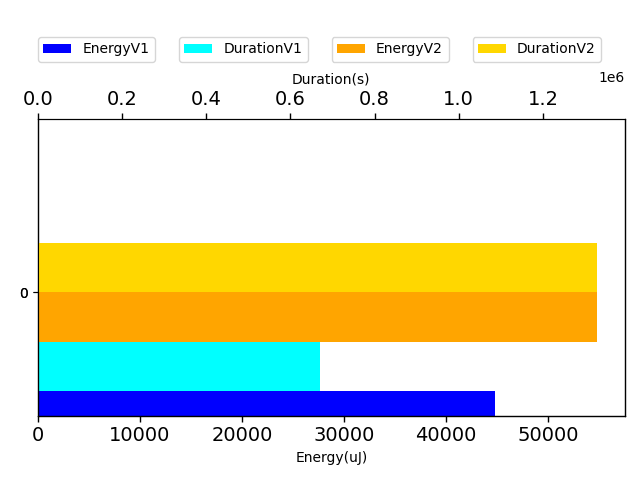 EnergyV1 DurationV1 EnergyV2 DurationV2
Duration(s)
1e6
0.0 0.2 0.4 0.6 0.8 1.0 1.2
0
0 10000 20000 30000 40000 50000
Energy(uJ)